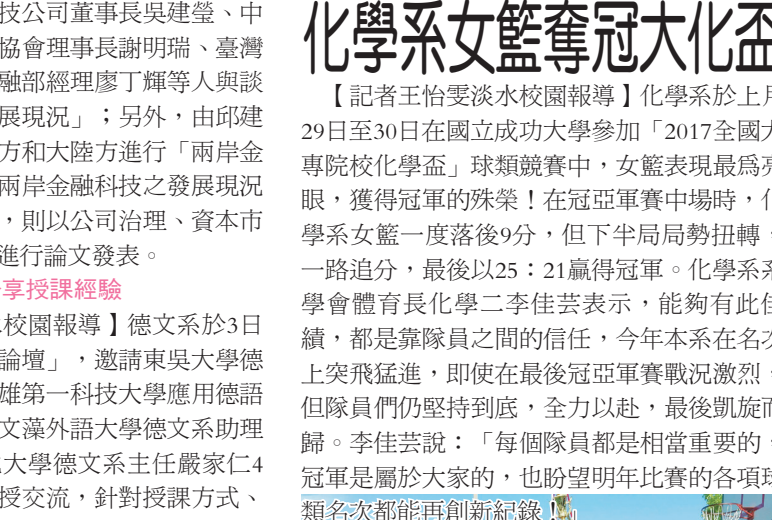 技公司董事長吳建瑩、中
協會理事長謝明瑞、臺灣
融部經理廖丁輝等人與談
展現況」；另外，由邱建
方和大陸方進行「兩岸金
兩岸金融科技之發展現況
，則以公司治理、資本市
進行論文發表。
享授課經驗
校園報導】德文系於3日
論壇」，邀請東吳大學德
雄第一科技大學應用德語
文藻外語大學德文系助理
大學德文系主任嚴家仁4
授交流，針對授課方式、
化學系女籃奪冠大化盃
【記者王怡雯淡水校園報導】化學系於上月
29日至30日在國立成功大學參加「2017全國大
專院校化學盃」球類競賽中，女籃表現最為亮
眼，獲得冠軍的殊榮！在冠亞軍賽中場時，化
學系女籃一度落後9分，但下半局局勢扭轉，
一路追分，最後以25：21贏得冠軍。化學系系
學會體育長化學二李佳芸表示，能夠有此佳
績，都是靠隊員之間的信任，今年本系在名次
上突飛猛進，即使在最後冠亞軍賽戰況激烈，
但隊員們仍堅持到底，全力以赴，最後凱旋而
歸。李佳芸說：「每個隊員都是相當重要的，
冠軍是屬於大家的，也盼望明年比賽的各項球
類名次都能再創新紀錄！」